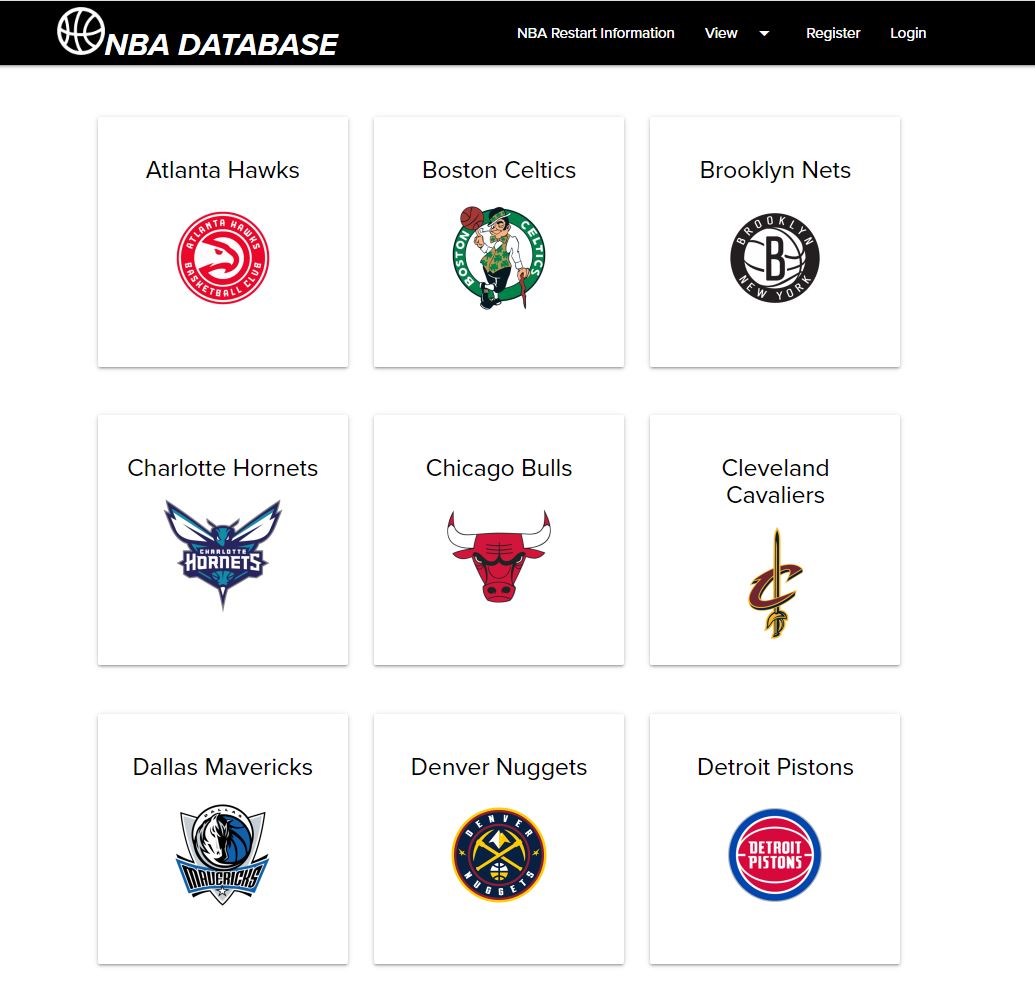 NBA DATABASE
NBA Restart Information
View
Register
Login
Atlanta Hawks
Boston Celtics
Brooklyn Nets
ATLANTA HAWKS
BASKETBALL CLUB
BOSTON
CELTICS
BROOKLYN
B
NEW YORK
Charlotte Hornets
Chicago Bulls
Cleveland
Cavaliers
CHARLOTTE
HORNETS
C
Dallas Mavericks
Denver Nuggets
Detroit Pistons
DALLAS
MAVERICKS
DENVER
NUGGETS
DETROIT
PISTONS